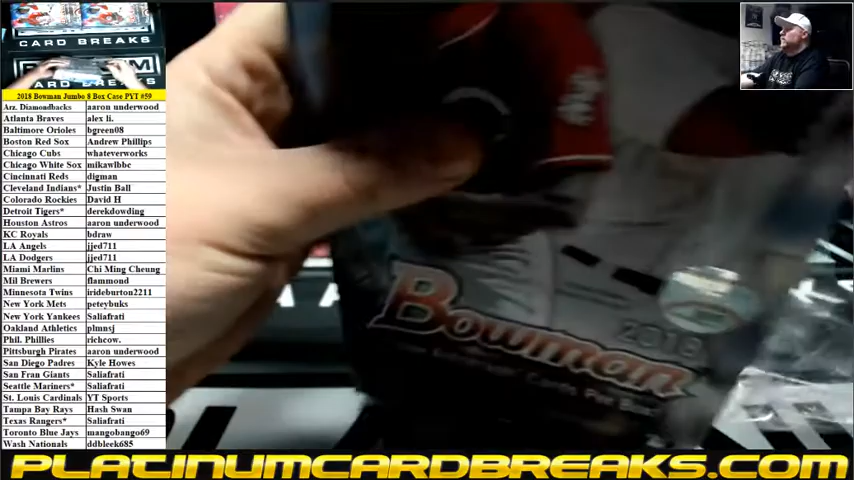 CARD BREAKS
ARD BREAKS
2018 Bowman Jumbo 8 Box Case PYT #59
Arz. Diamondbacks aaron underwood
Atlanta Braves alex li.
Baltimore Orioles bgreen08
Boston Red Sox Andrew Phillips
Chicago Cubs whateverworks
Chicago White Sox mikawlbbc
Cincinnati Reds digman
Cleveland Indians* Justin Ball
Colorado Rockies David H
Detroit Tigers* derekdowding
Houston Astros aaron underwood
KC Royals bdraw
LA Angels jjed711
LA Dodgers jjed711
Miami Marlins Chi Ming Cheung
Mil Brewers flammond
Minnesota Twins irideburton2211
New York Mets peteybuks
New York Yankees Saliafrati
Oakland Athletics plmnsj
Phil. Phillies richcow.
Pittsburgh Pirates aaron underwood
San Diego Padres Kyle Howes
San Fran Giants Saliafrati
Seattle Mariners* Saliafrati
St. Louis Cardinals YT Sports
Tampa Bay Rays Hash Swan
Texas Rangers* Saliafrati
Toronto Blue Jays mangobango69
Wash Nationals ddbleek685
2018
Bowman
Cards Per
PLATINUMCARDBREAKS.COM